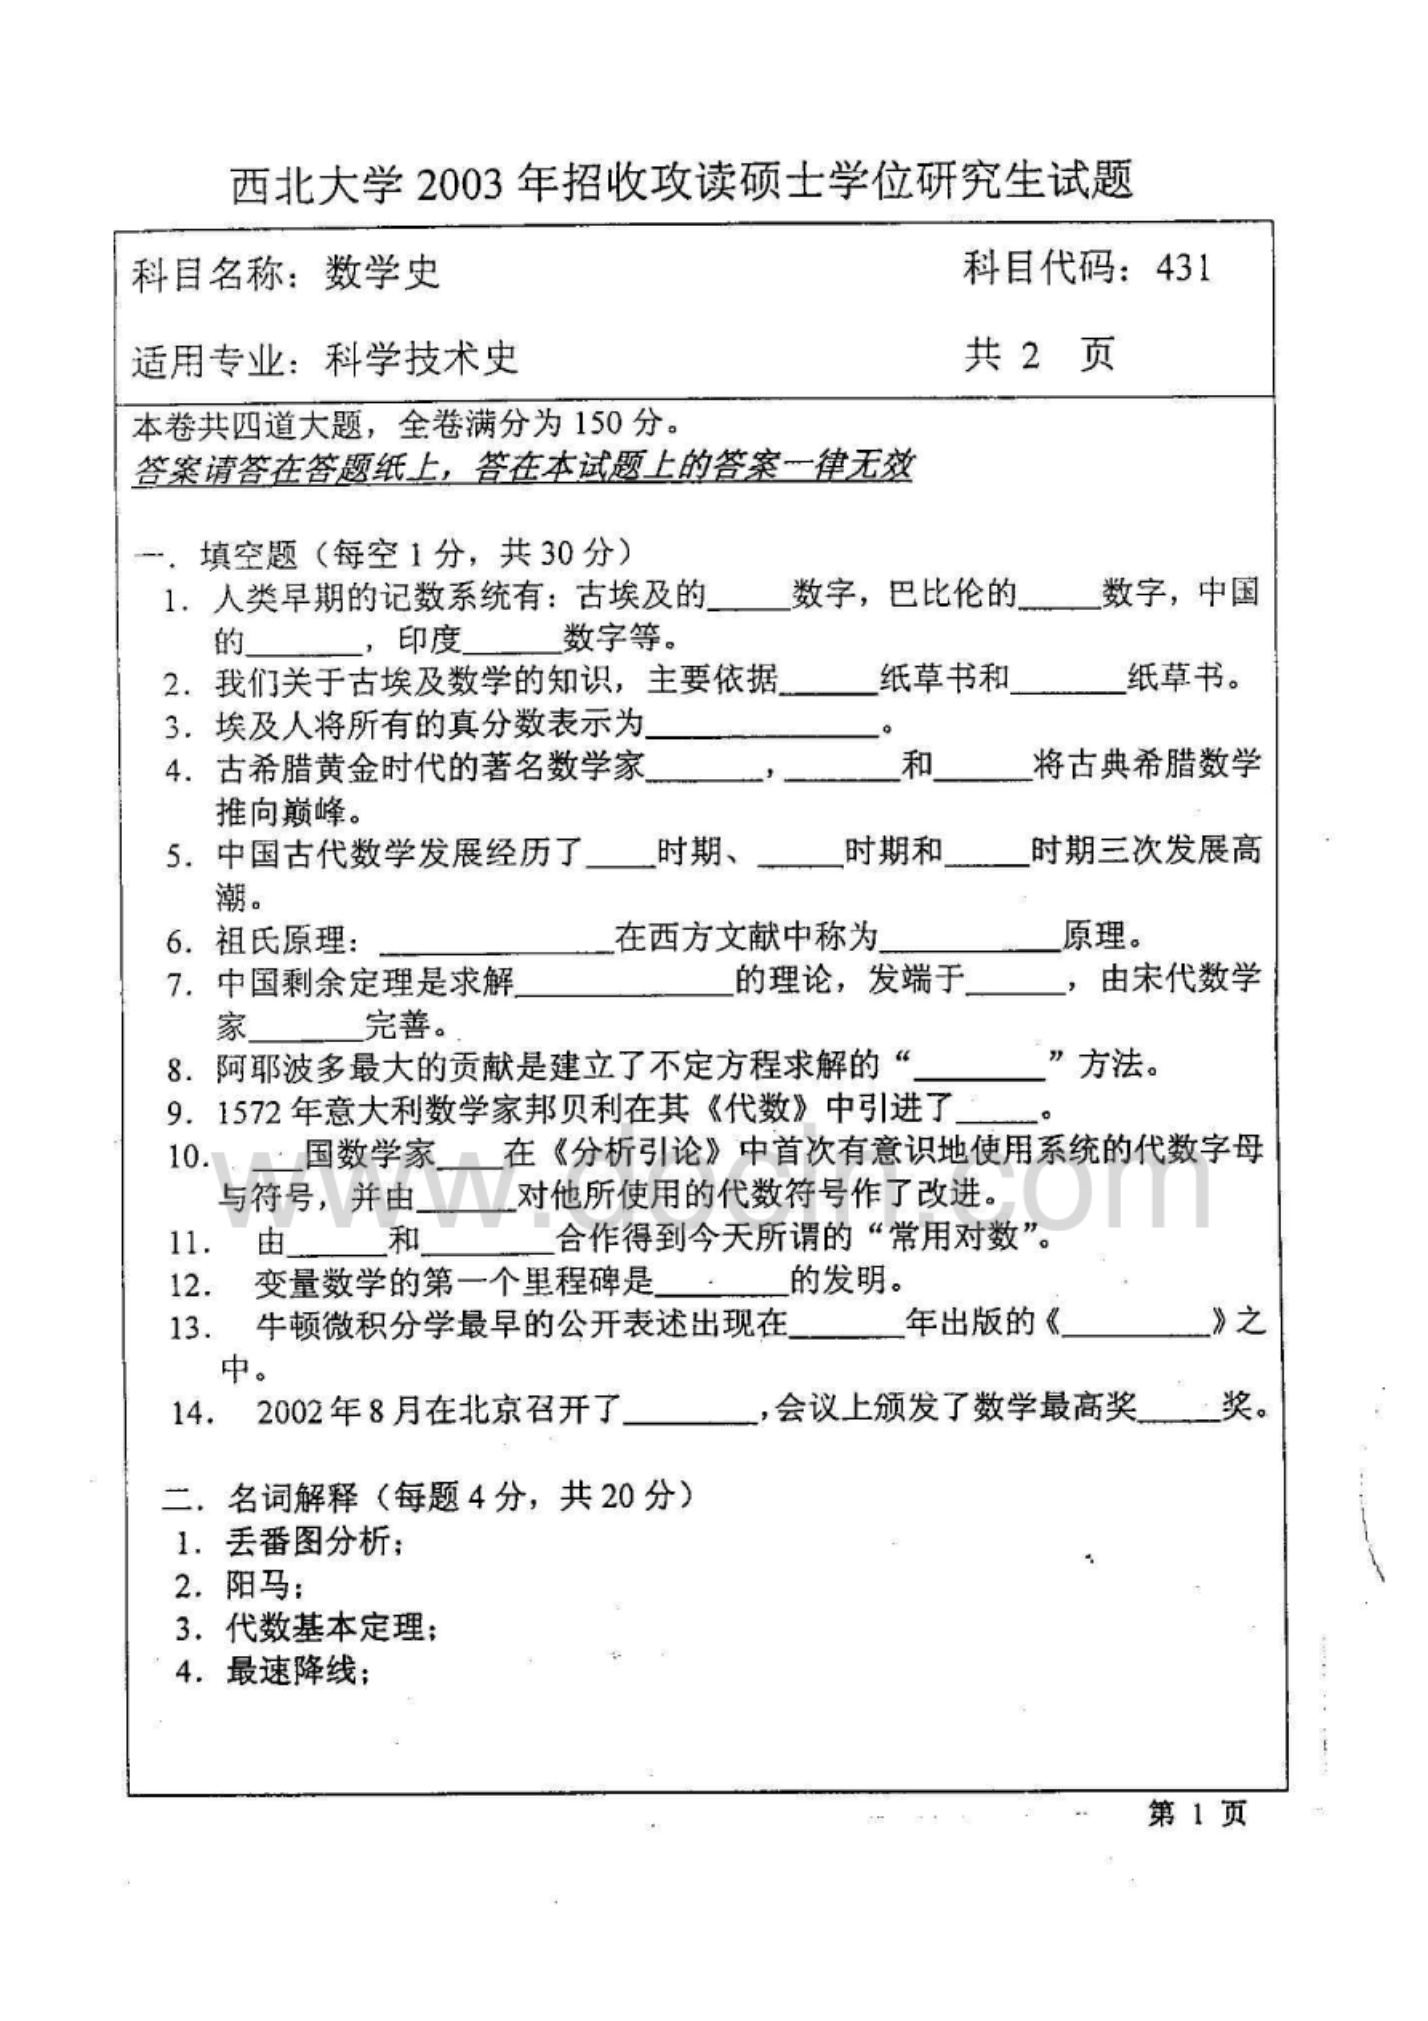 西北大学 2003 年招收攻读硕士学位研究生试题
科目名称：数学史 科目代码：431
适用专业：科学技术史 共 2 页
本卷共四道大题，全卷满分为 150 分。
答案请答在答题纸上，答在本试题上的答案一律无效
一．填空题（每空 1 分，共 30 分）
1．人类早期的记数系统有：古埃及的_____数字，巴比伦的_____数字，中国
的_______，印度______数字等。
2．我们关于古埃及数学的知识，主要依据______纸草书和_______纸草书。
3．埃及人将所有的真分数表示为______________。
4．古希腊黄金时代的著名数学家_______，_______和______将古典希腊数学
推向巅峰。
5．中国古代数学发展经历了____时期、_____时期和_____时期三次发展高
潮。
6．祖氏原理：______________在西方文献中称为___________原理。
7．中国剩余定理是求解_____________的理论，发端于______，由宋代数学
家_______完善。
8．阿耶波多最大的贡献是建立了不定方程求解的“________”方法。
9．1572 年意大利数学家邦贝利在其《代数》中引进了_____。
10．___国数学家____在《分析引论》中首次有意识地使用系统的代数字母
与符号，并由______对他所使用的代数符号作了改进。
11． 由______和________合作得到今天所谓的“常用对数”。
12． 变量数学的第一个里程碑是________的发明。
13． 牛顿微积分学最早的公开表述出现在_______年出版的《_________》之
中。
14． 2002 年 8 月在北京召开了________,会议上颁发了数学最高奖_____奖。
二．名词解释（每题 4 分，共 20 分）
1．丢番图分析；
2．阳马；
3．代数基本定理；
4．最速降线；
第 1 页
www.docin.com